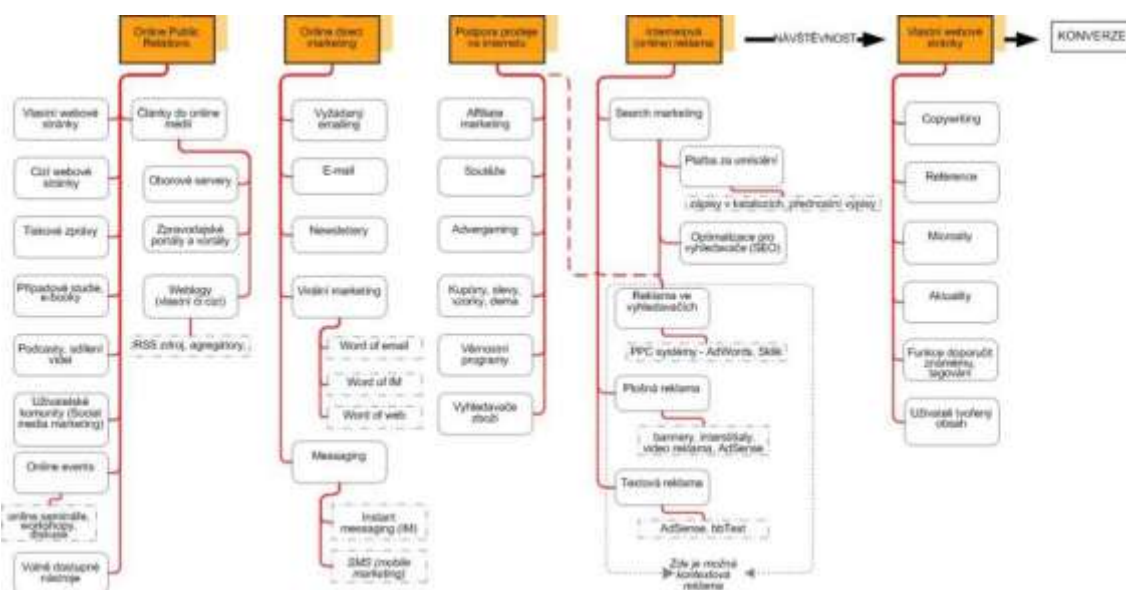 Online Public
Relations
Vlastní webové
stránky
Cizí webové
stránky
Tiskové zprávy
Případové studie,
e-booky
Podcasty, sdílení
videí
Uživatelské
komunity (Social
media marketing)
Online events
online semináře,
workshopy,
diskuse
Volně dostupné
nástroje
Články do online
médií
Oborové servery
Zpravodajské
portály a vortály
Weblogy
(vlastní či cizí)
RSS zdroj, agregátory,
Online direct
marketing
Vyžádaný
emailing
E-mail
Newslettery
Virální marketing
Word of email
Word of IM
Word of web
Messaging
Instant
messaging (IM)
SMS (mobile
marketing)
Podpora prodeje
na internetu
Affiliate
marketing
Soutěže
Advergaming
Kupóny, slevy,
vzorky, dema
Věrnostní
programy
Vyhledávače
zboží
Internetová
(online) reklama
Search marketing
Platba za umístění
zápisy v katalozích, přednostní výpisy
Optimalizace pro
vyhledávače (SEO)
Reklama ve
vyhledávačích
PPC systémy - AdWords, Sklik
Plošná reklama
bannery, interstitialy,
video reklama, AdSense
Textová reklama
AdSense, bbText
Zde je možná
kontextová
reklama
NÁVŠTĚVNOST
Vlastní webové
stránky
Copywriting
Reference
Microsity
Aktuality
Funkce doporučit
známému,
tagování
Uživateli tvořený
obsah
KONVERZE